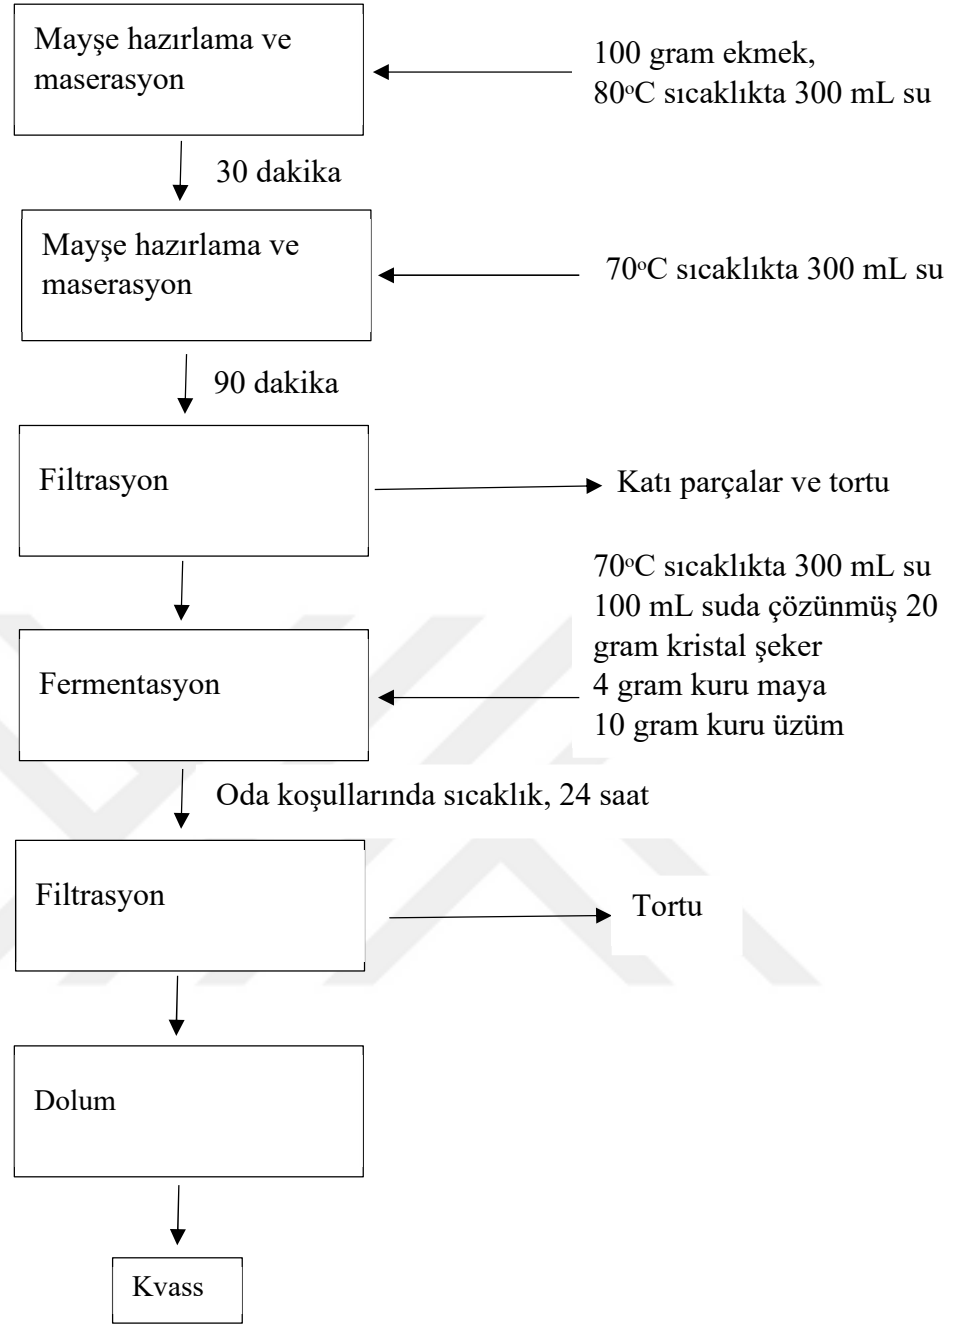 Mayşe hazırlama ve
maserasyon
100 gram ekmek,
80°C sıcaklıkta 300 mL su
30 dakika
Mayşe hazırlama ve
maserasyon
70°C sıcaklıkta 300 mL su
90 dakika
Filtrasyon
Katı parçalar ve tortu
70°C sıcaklıkta 300 mL su
100 mL suda çözünmüş 20
gram kristal şeker
4 gram kuru maya
10 gram kuru üzüm
Fermentasyon
Oda koşullarında sıcaklık, 24 saat
Filtrasyon
Tortu
Dolum
Kvass